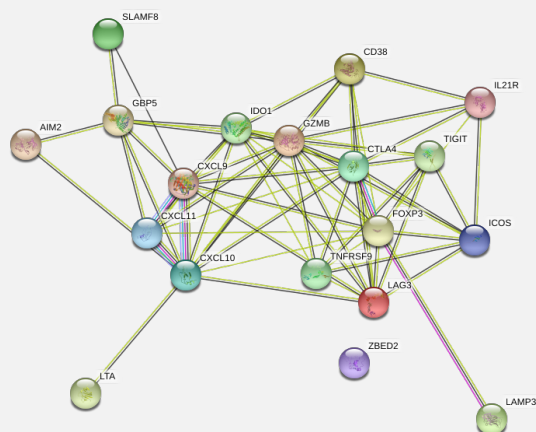 SLAMF8
CD38
IL21R
GBP5
IDO1
GZMB
AIM2
TIGIT
CTLA4
CXCL9
CXCL11
FOXP3
ICOS
CXCL10
TNFRSF9
LAG3
ZBED2
LTA
LAMP3